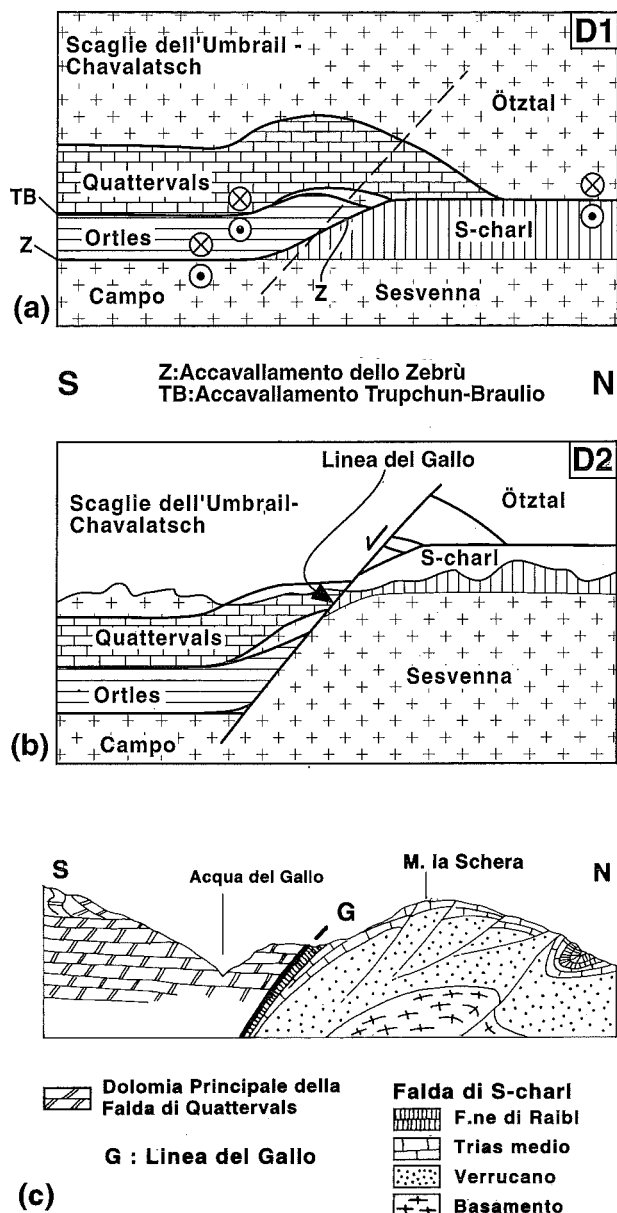 D1
Scaglie dell'Umbrail -
Chavalatsch
Ötztal
Quattervals
TB
Ortles
S-charl
Z
Z
Campo
Sesvenna
(a)
S
Z:Accavallamento dello Zebrù
TB:Accavallamento Trupchun-Braulio
N
D2
Linea del Gallo
Scaglie dell'Umbrail-
Chavalatsch
Ötztal
S-charl
Quattervals
Ortles
Sesvenna
Campo
(b)
S
Acqua del Gallo
M. la Schera
N
G
Dolomia Principale della
Falda di Quattervals
G : Linea del Gallo
Falda di S-charl
F.ne di Raibl
Trias medio
Verrucano
Basamento
(c)